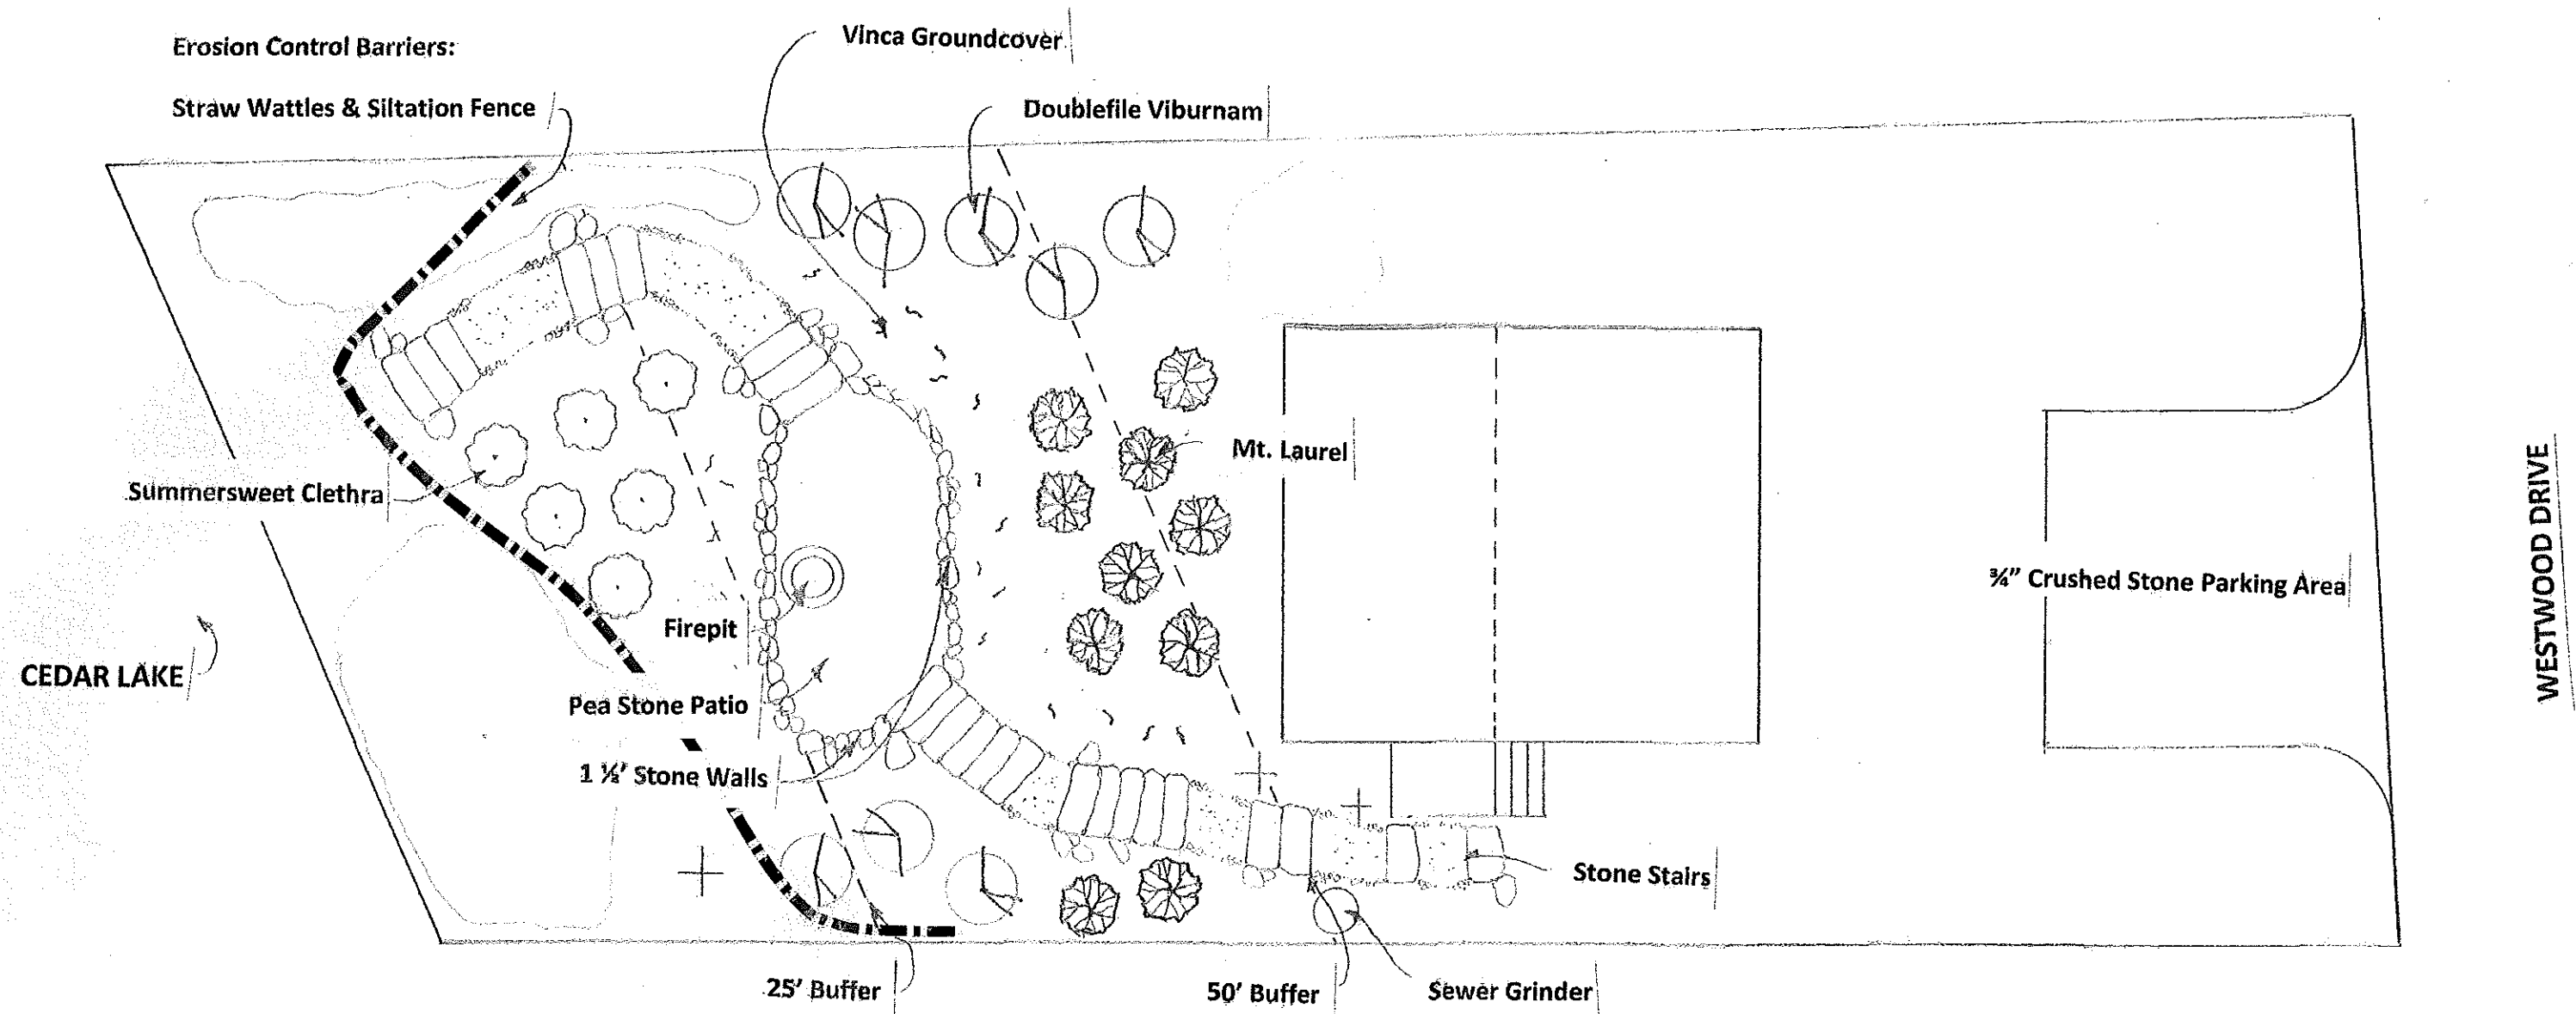 Erosion Control Barriers:
Straw Wattles & Siltation Fence
Vinca Groundcover
Doublefile Viburnam
Mt. Laurel
Summersweet Clethra
¾” Crushed Stone Parking Area
WESTWOOD DRIVE
Firepit
CEDAR LAKE
Pea Stone Patio
1 ½’ Stone Walls
Stone Stairs
25’ Buffer
50’ Buffer
Sewer Grinder